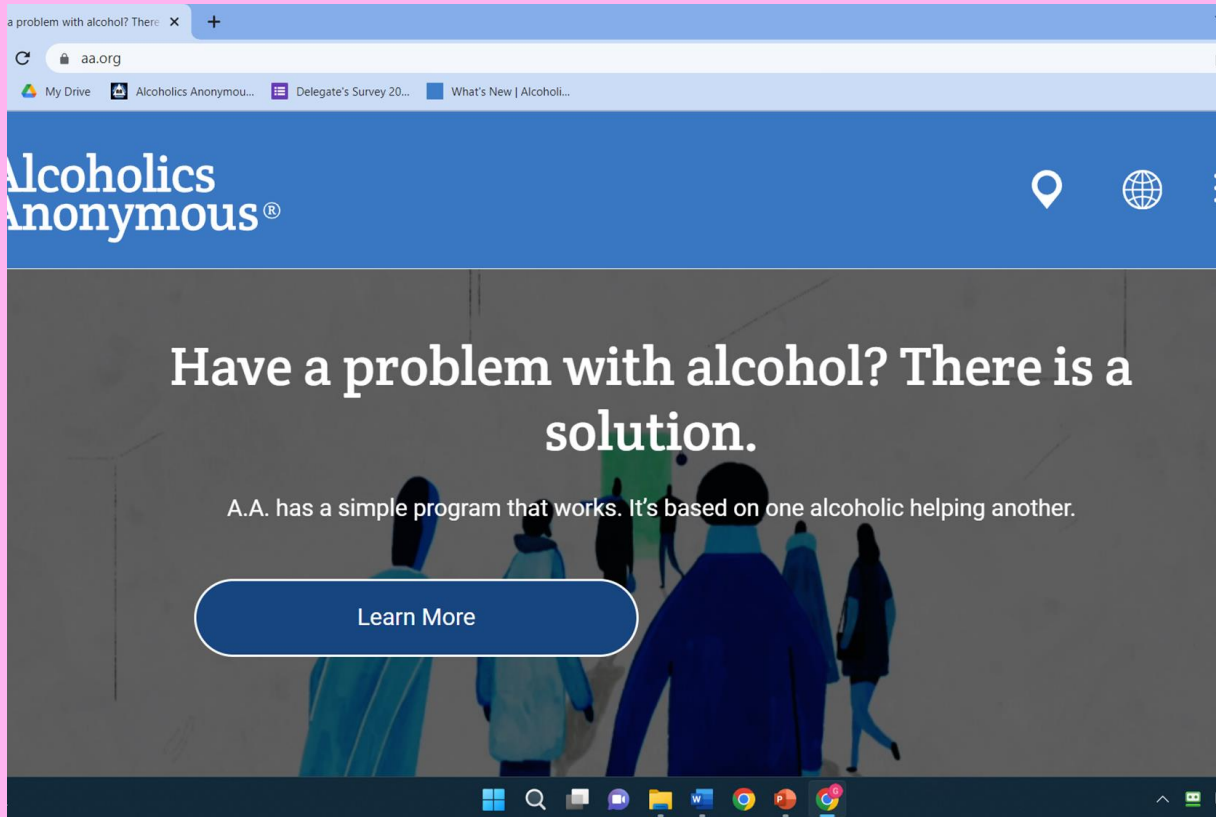 a problem with alcohol? There
aa.org
My Drive Alcoholics Anonymou... Delegate's Survey 20... What's New | Alcoholi...
Alcoholics
Anonymous®
Have a problem with alcohol? There is a
solution.
A.A. has a simple program that works. It's based on one alcoholic helping another.
Learn More